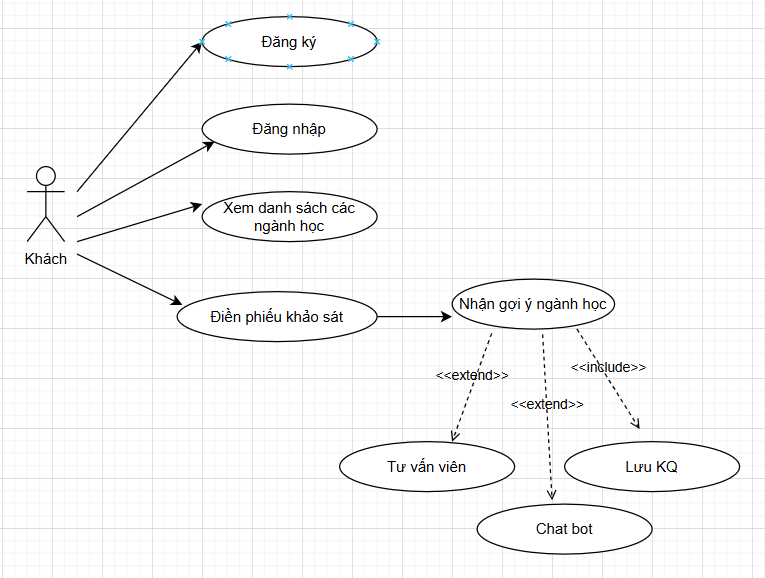 Đăng ký
Đăng nhập
Xem danh sách các
ngành học
Khách
Điền phiếu khảo sát
Nhận gợi ý ngành học
<<extend>>
<<include>>
<<extend>>
Tư vấn viên
Lưu KQ
Chat bot